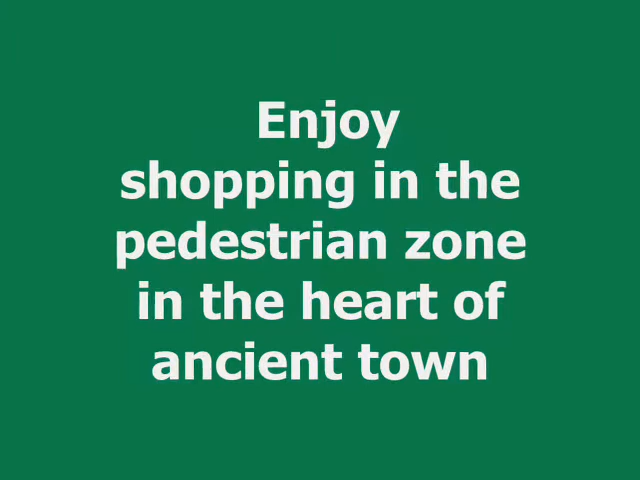 Enjoy
shopping in the
pedestrian zone
in the heart of
ancient town